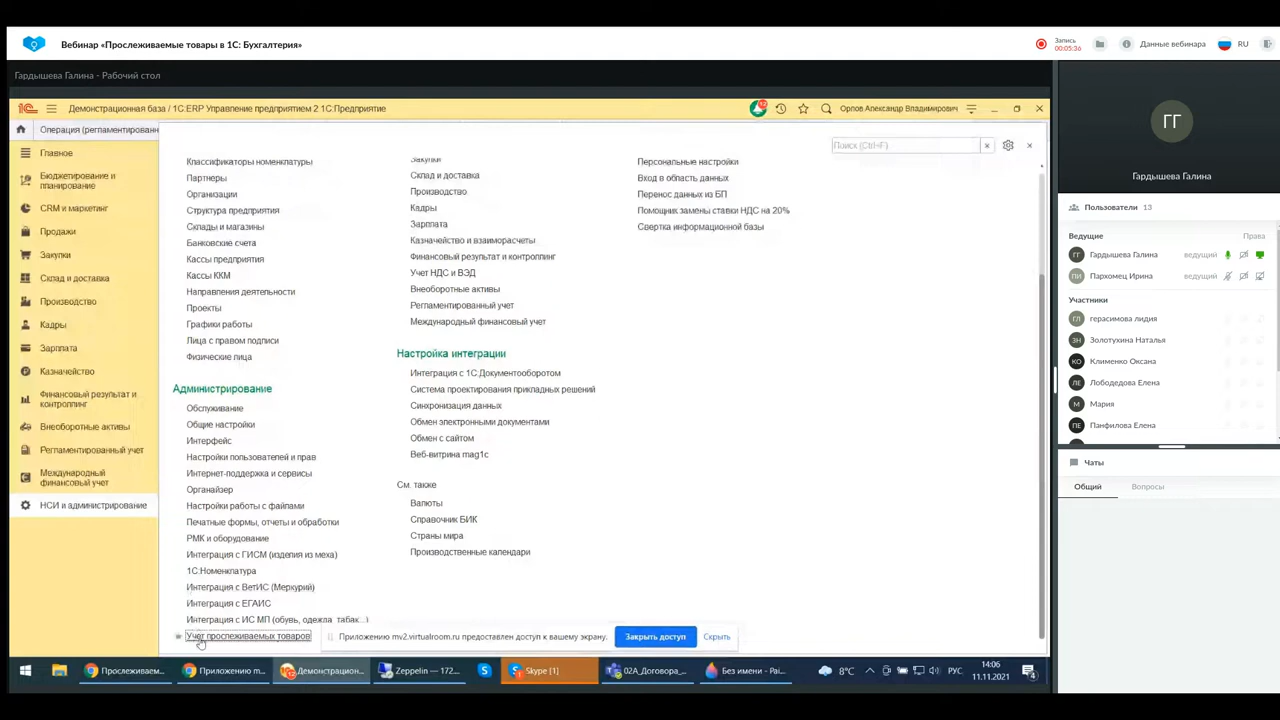 Вебинар «Прослеживаемые товары в 1С: Бухгалтерия»
Запись
00:05:36
Данные вебинара
RU
Гардышева Галина - Рабочий стол
Демонстрационная база / 1С:ERP Управление предприятием 2 1С:Предприятие
Орлов Александр Владимирович
Операция (регламентированн
Поиск (Ctrl+F)
Главное
Бюджетирование и
планирование
CRM и маркетинг
Продажи
Закупки
Склад и доставка
Производство
Кадры
Зарплата
Казначейство
Финансовый результат и
контроллинг
Внеоборотные активы
Регламентированный учет
Международный
финансовый учет
НСИ и администрирование
Классификаторы номенклатуры
Партнеры
Организации
Структура предприятия
Склады и магазины
Банковские счета
Кассы предприятия
Кассы ККМ
Направления деятельности
Проекты
Графики работы
Лица с правом подписи
Физические лица
Администрирование
Обслуживание
Общие настройки
Интерфейс
Настройки пользователей и прав
Интернет-поддержка и сервисы
Органайзер
Настройки работы с файлами
Печатные формы, отчеты и обработки
РМК и оборудование
Интеграция с ГИСМ (изделия из меха)
1С:Номенклатура
Интеграция с ВетИС (Меркурий)
Интеграция с ЕГАИС
Интеграция с ИС МП (обувь, одежда, табак...)
Учет прослеживаемых товаров
Закупки
Склад и доставка
Производство
Кадры
Зарплата
Казначейство и взаиморасчеты
Финансовый результат и контроллинг
Учет НДС и ВЭД
Внеоборотные активы
Регламентированный учет
Международный финансовый учет
Настройка интеграции
Интеграция с 1С:Документооборотом
Система проектирования прикладных решений
Синхронизация данных
Обмен электронными документами
Обмен с сайтом
Веб-витрина mag1c
См. также
Валюты
Справочник БИК
Страны мира
Производственные календари
Персональные настройки
Вход в область данных
Перенос данных из БП
Помощник замены ставки НДС на 20%
Свертка информационной базы
Приложению mv2.virtualroom.ru предоставлен доступ к вашему экрану.
Закрыть доступ
Скрыть
Прослеживаем...
Приложению m...
Демонстрацион...
Zeppelin — 172...
Skype [1]
02А_Договора_...
Без имени - Pai...
8°C
РУС
14:06
11.11.2021
4
ГГ
Гардышева Галина
Пользователи 13
Ведущие Права
ГГ Гардышева Галина ведущий
ПИ Пархомец Ирина ведущий
Участники
ГЛ герасимова лидия
ЗН Золотухина Наталья
КО Клименко Оксана
ЛЕ Лободедова Елена
М Мария
ПЕ Панфилова Елена
Чаты
Общий Вопросы